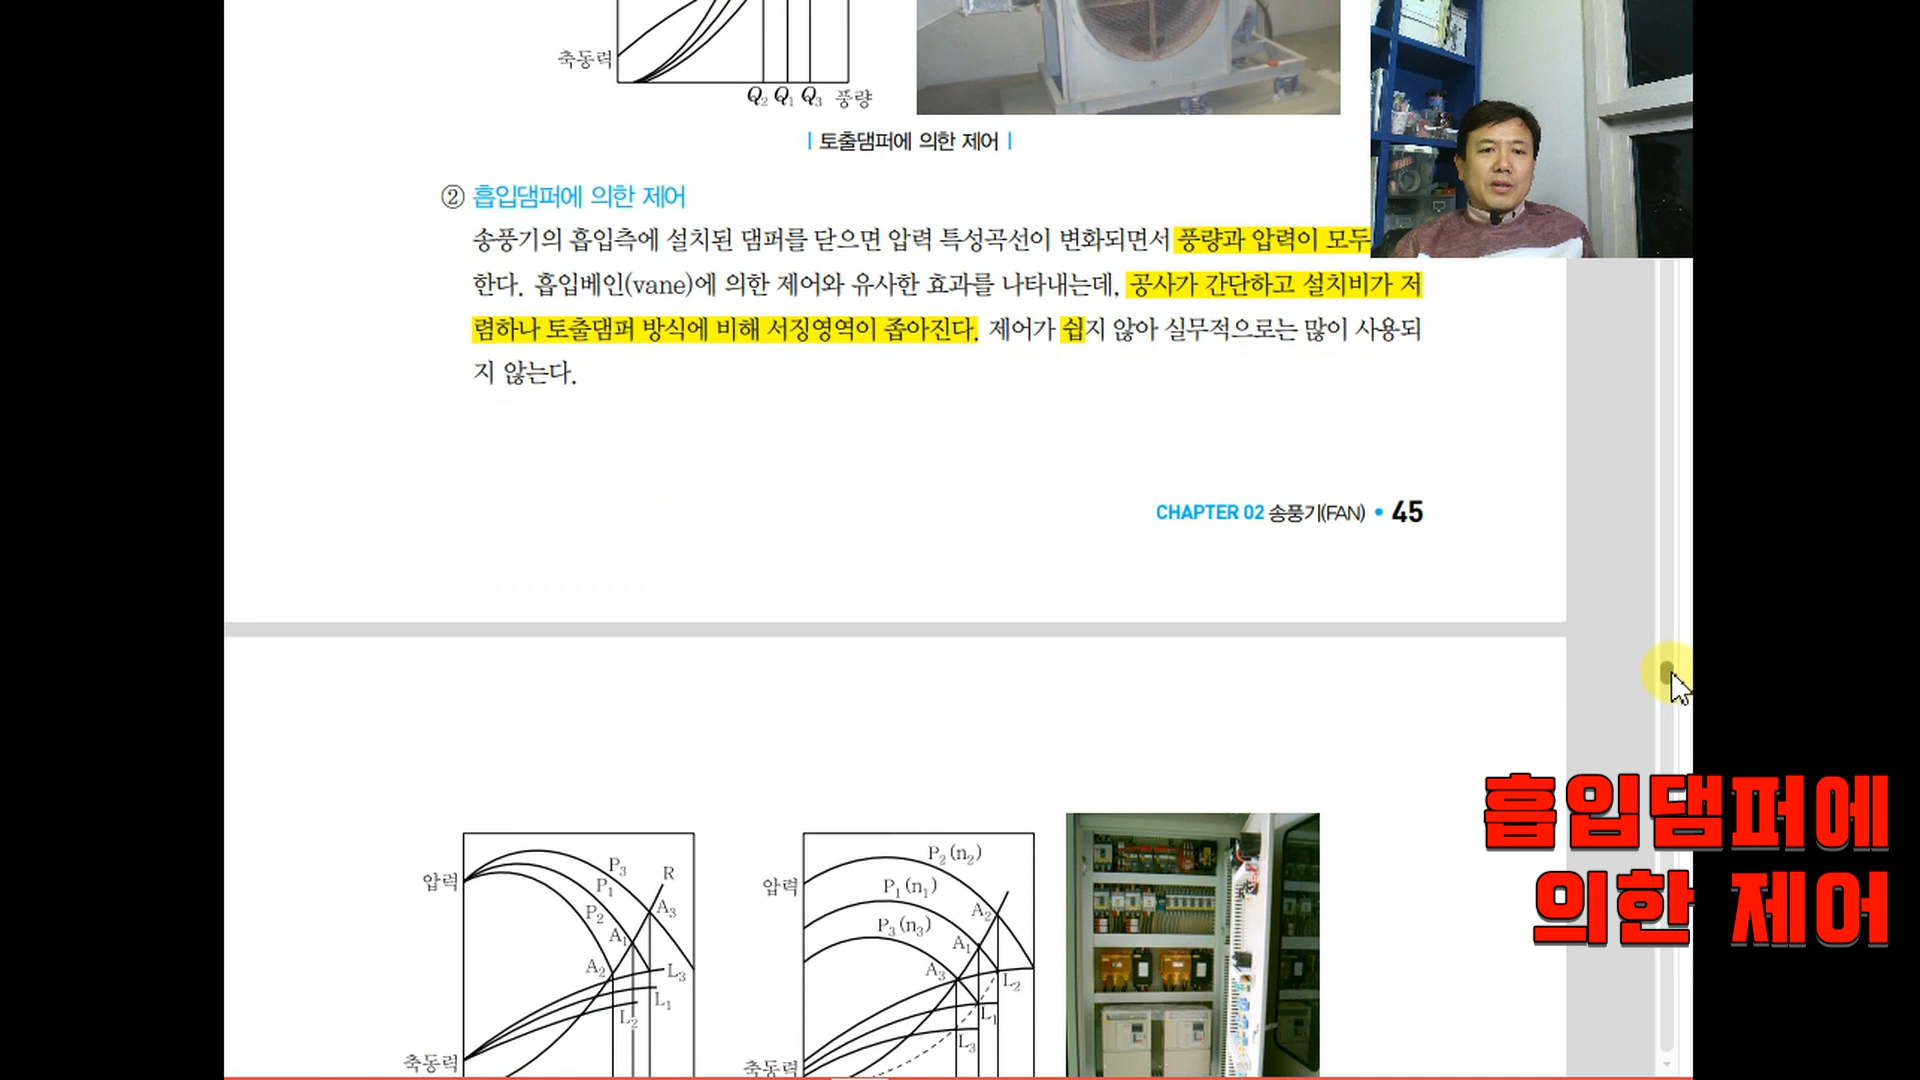 축동력
Q₂ Q₁ Q₃ 풍량
| 토출댐퍼에 의한 제어 |
② 흡입댐퍼에 의한 제어
송풍기의 흡입측에 설치된 댐퍼를 닫으면 압력 특성곡선이 변화되면서 풍량과 압력이 모두
한다. 흡입베인(vane)에 의한 제어와 유사한 효과를 나타내는데, 공사가 간단하고 설치비가 저
렴하나 토출댐퍼 방식에 비해 서징영역이 좁아진다. 제어가 쉽지 않아 실무적으로는 많이 사용되
지 않는다.
CHAPTER 02 송풍기(FAN) • 45
흡입댐퍼에
의한 제어
압력
P₃
P₁
P₂
R
A₃
A₁
A₂
L₃
L₁
L₂
축동력
압력
P₂(n₂)
P₁(n₁)
P₃(n₃)
A₂
A₁
A₃
L₂
L₁
L₃
축동력